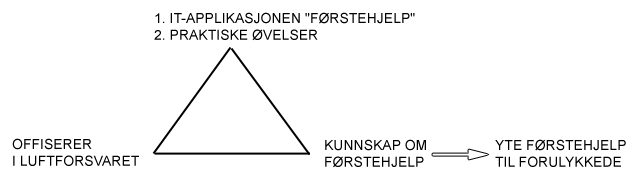 1. IT-APPLIKASJONEN "FØRSTEHJELP"
2. PRAKTISKE ØVELSER
OFFISERER
I LUFTFORSVARET
KUNNSKAP OM
FØRSTEHJELP
YTE FØRSTEHJELP
TIL FORULYKKEDE